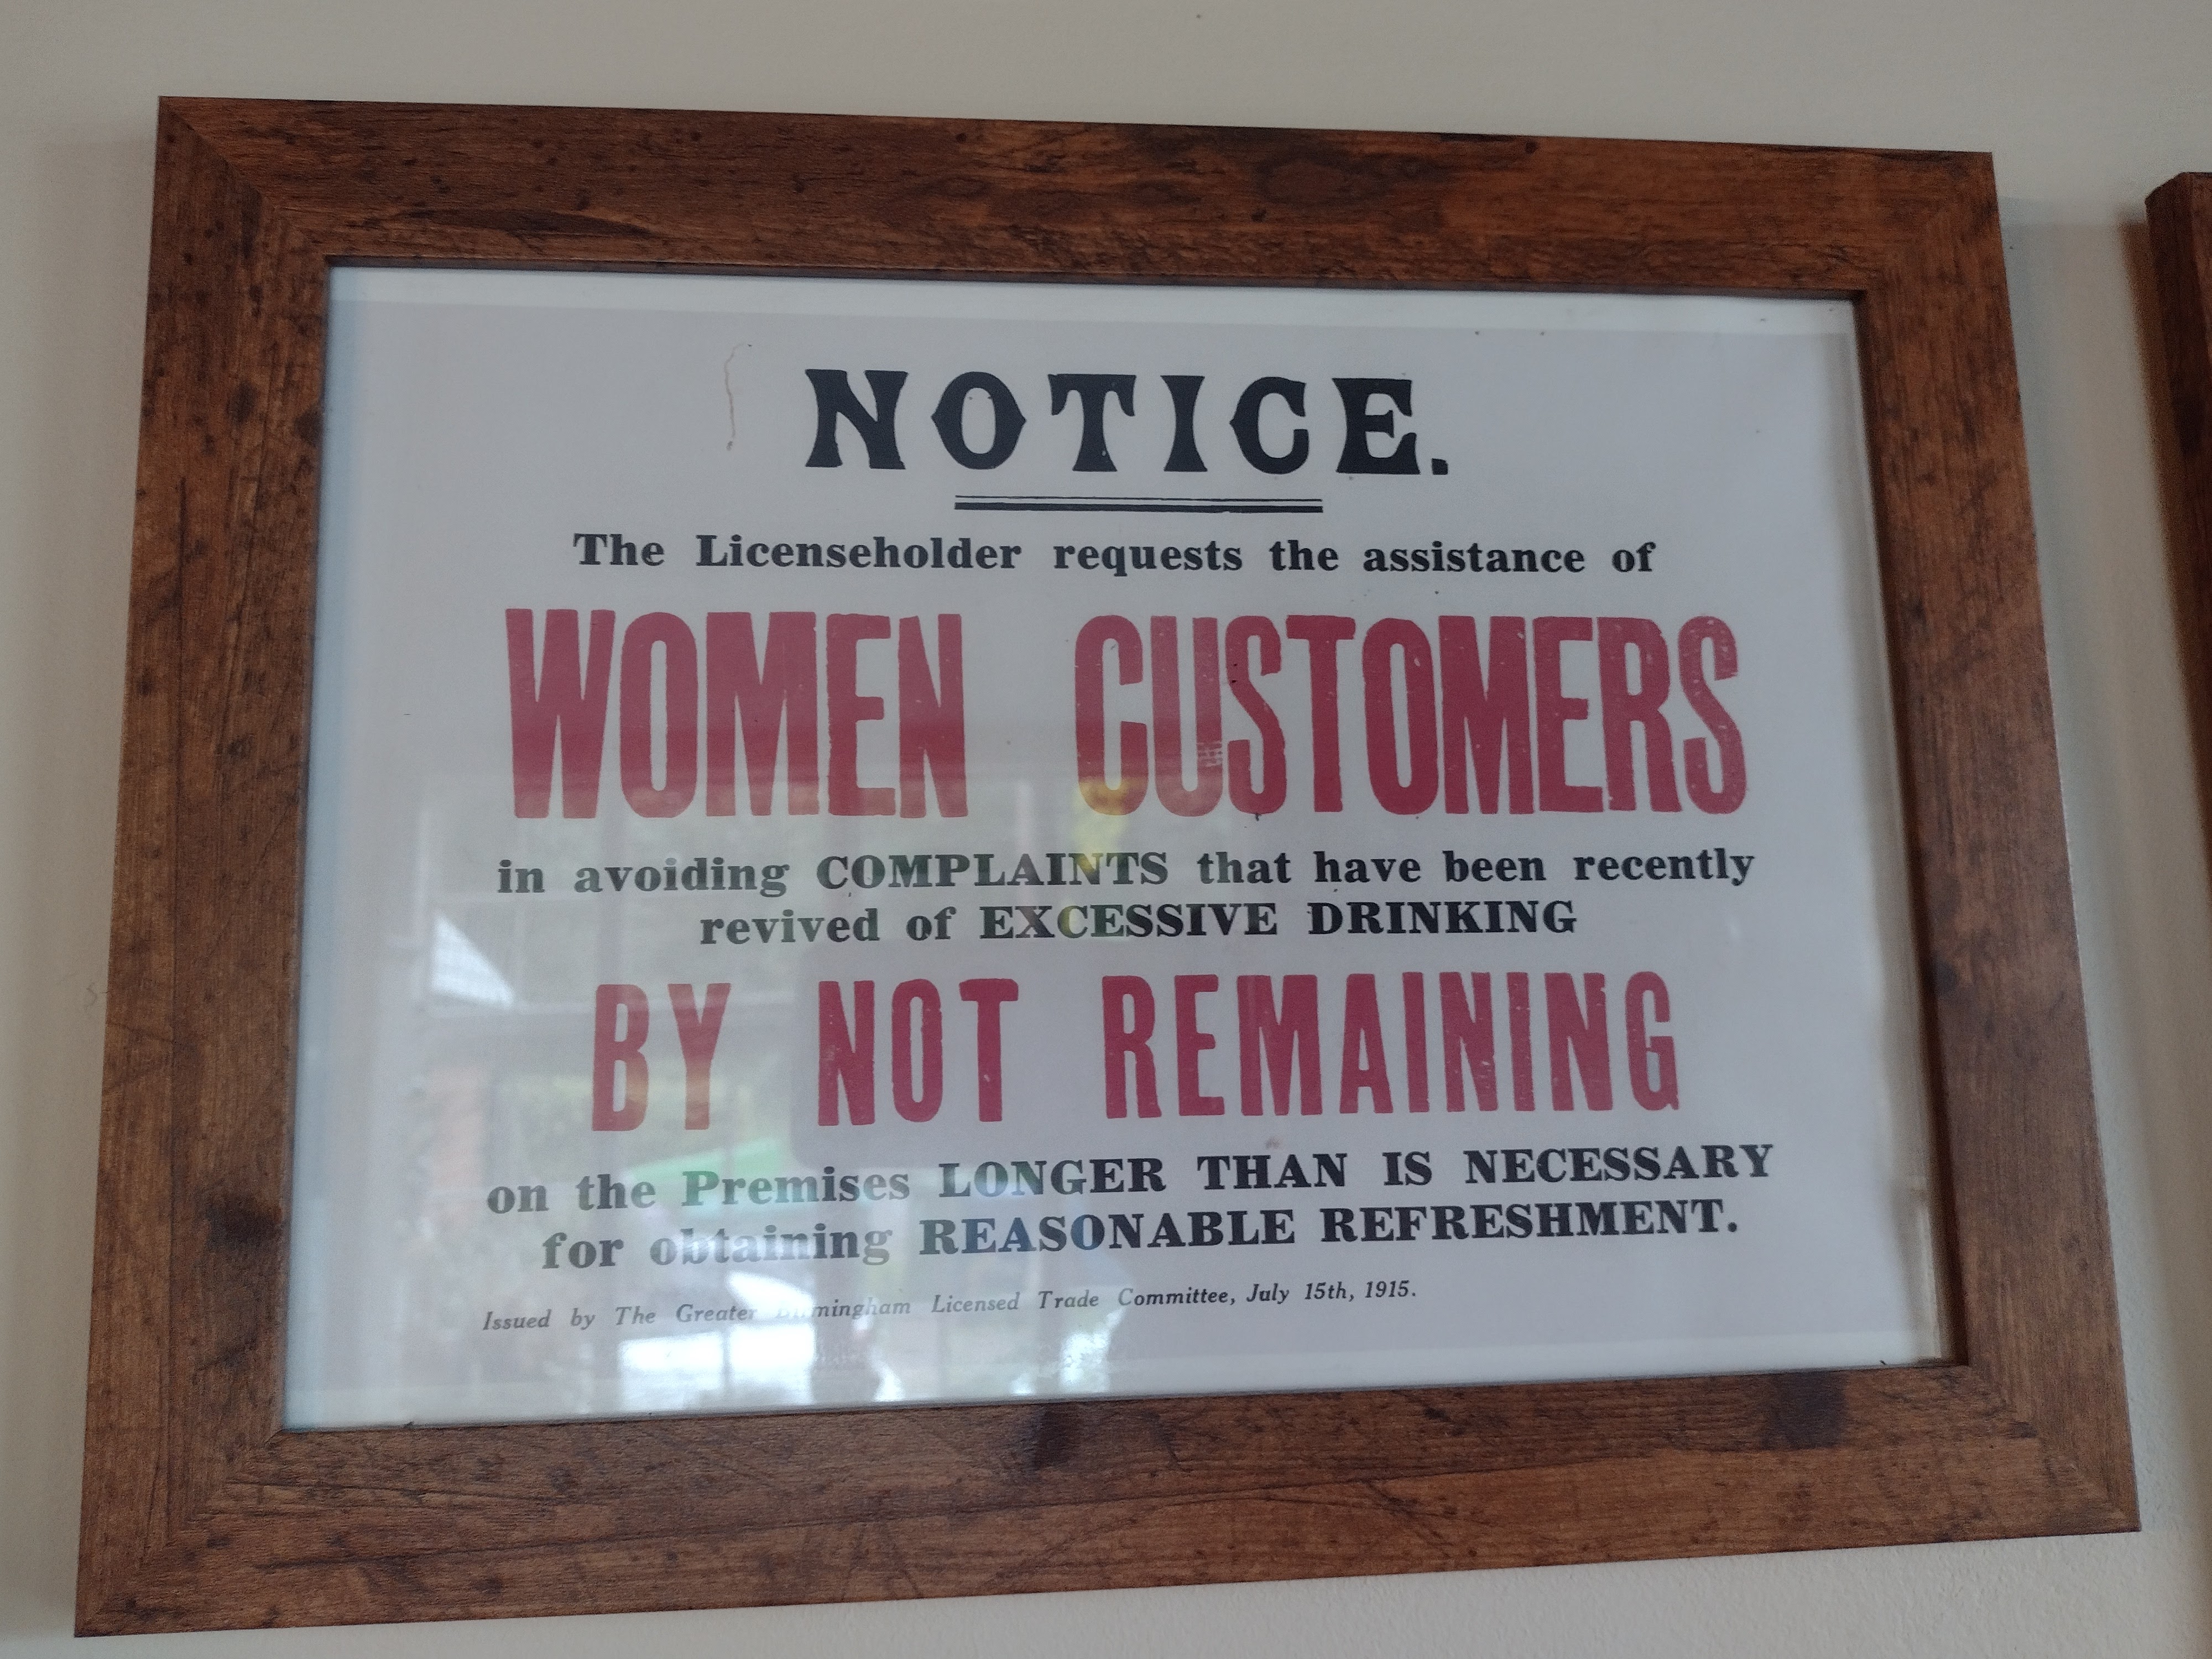 NOTICE.
The Licenseholder requests the assistance of
WOMEN CUSTOMERS
in avoiding COMPLAINTS that have been recently
revived of EXCESSIVE DRINKING
BY NOT REMAINING
on the Premises LONGER THAN IS NECESSARY
for obtaining REASONABLE REFRESHMENT.
Issued by The Greater Birmingham Licensed Trade Committee, July 15th, 1915.